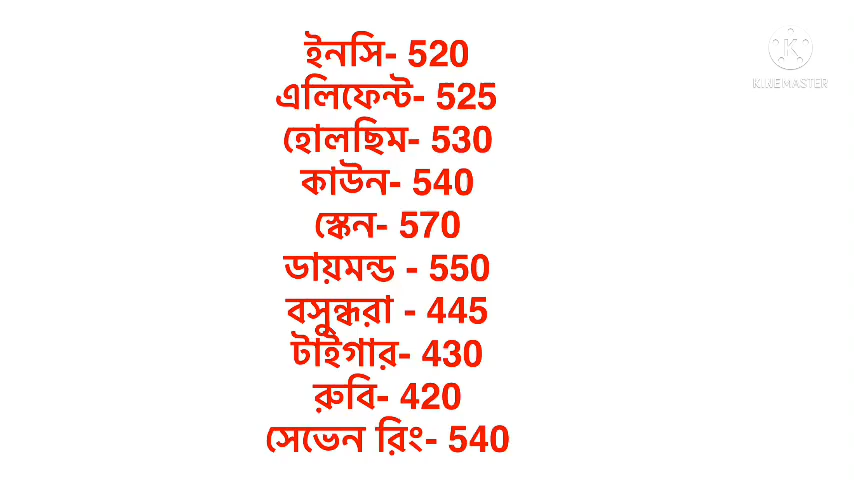 ইনসি- 520
এলিফেন্ট- 525
হোলছিম- 530
কাউন- 540
স্কেন- 570
ডায়মন্ড - 550
বসুন্ধরা - 445
টাইগার- 430
রুবি- 420
সেভেন রিং- 540
K
KINEMASTER